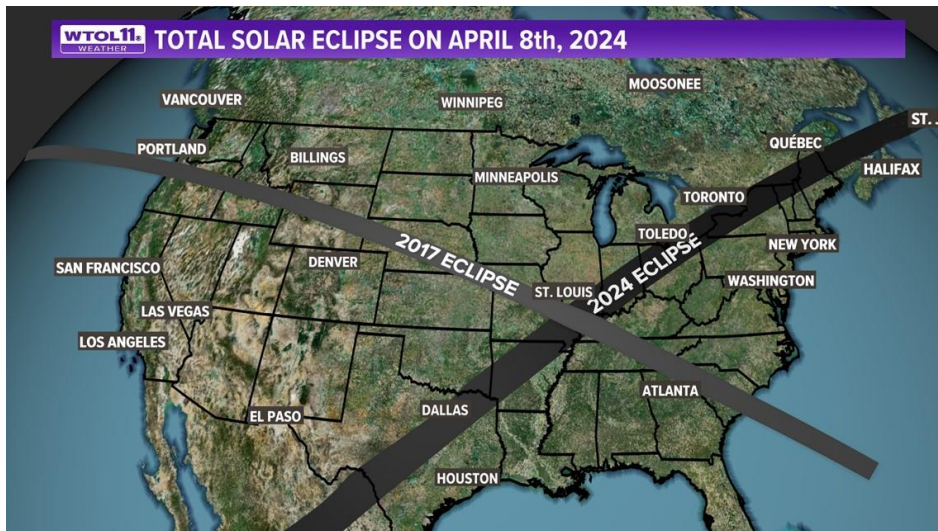 WTOL11
WEATHER
TOTAL SOLAR ECLIPSE ON APRIL 8th, 2024
MOOSONEE
VANCOUVER
WINNIPEG
ST. J
QUÉBEC
PORTLAND
BILLINGS
HALIFAX
MINNEAPOLIS
TORONTO
TOLEDO
NEW YORK
2017 ECLIPSE
2024 ECLIPSE
DENVER
SAN FRANCISCO
WASHINGTON
ST. LOUIS
LAS VEGAS
LOS ANGELES
ATLANTA
DALLAS
EL PASO
HOUSTON